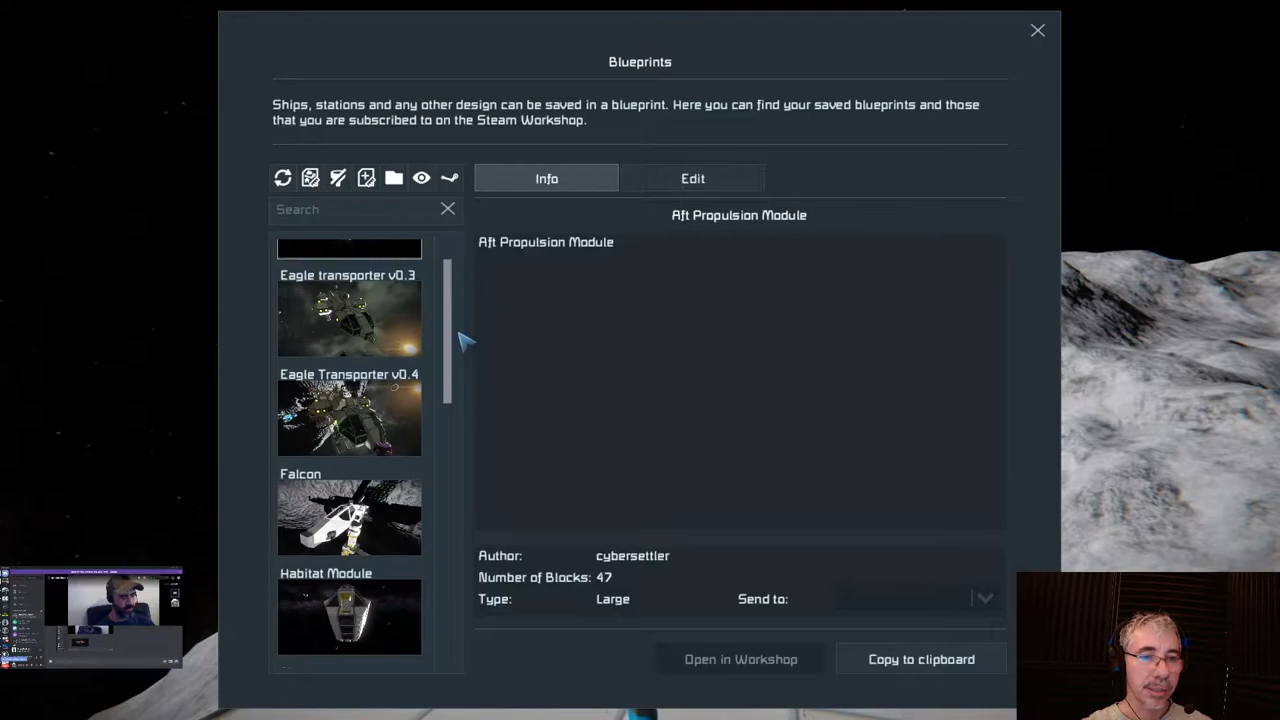 Blueprints
Ships, stations and any other design can be saved in a blueprint. Here you can find your saved blueprints and those
that you are subscribed to on the Steam Workshop.
Info
Edit
Search
Aft Propulsion Module
Aft Propulsion Module
Eagle transporter v0.3
Eagle Transporter v0.4
Falcon
Habitat Module
Author: cybersettler
Number of Blocks: 47
Type: Large
Send to:
Open in Workshop
Copy to clipboard